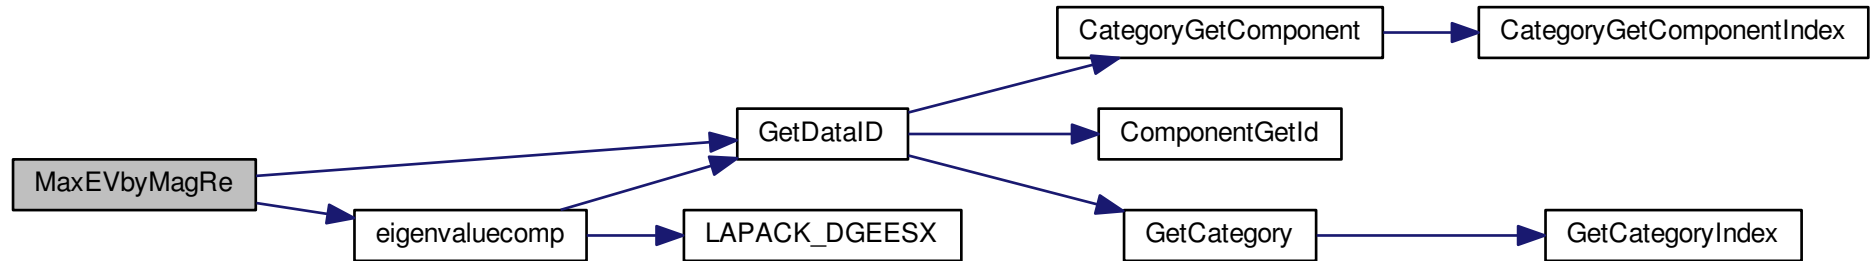 CategoryGetComponent
CategoryGetComponentIndex
GetDataID
ComponentGetId
MaxEVbyMagRe
eigenvaluecomp
LAPACK_DGEESX
GetCategory
GetCategoryIndex